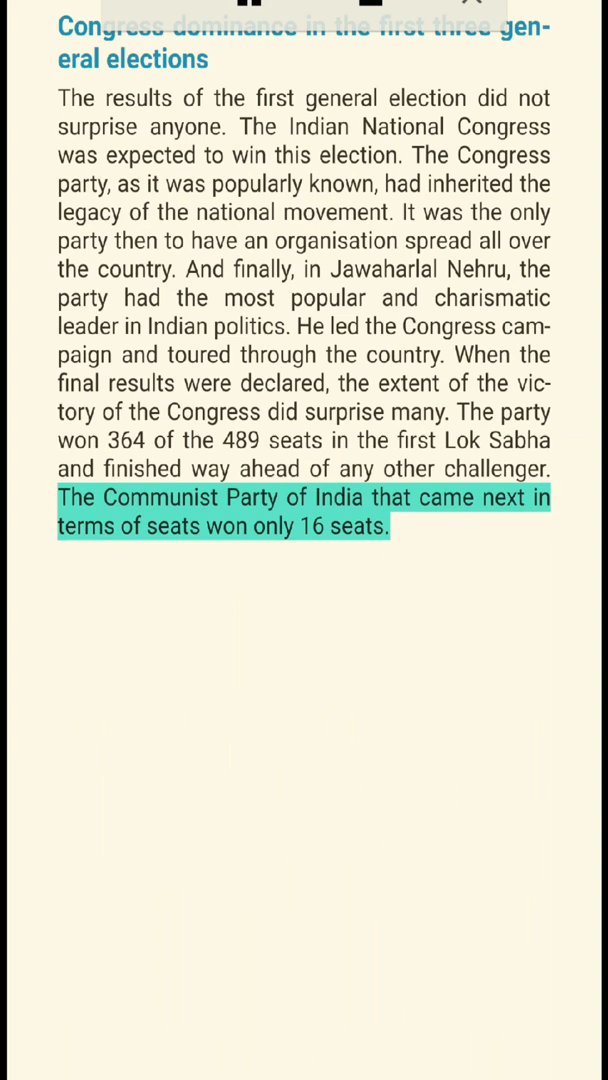 Congress dominance in the first three gen-
eral elections
The results of the first general election did not
surprise anyone. The Indian National Congress
was expected to win this election. The Congress
party, as it was popularly known, had inherited the
legacy of the national movement. It was the only
party then to have an organisation spread all over
the country. And finally, in Jawaharlal Nehru, the
party had the most popular and charismatic
leader in Indian politics. He led the Congress cam-
paign and toured through the country. When the
final results were declared, the extent of the vic-
tory of the Congress did surprise many. The party
won 364 of the 489 seats in the first Lok Sabha
and finished way ahead of any other challenger.
The Communist Party of India that came next in
terms of seats won only 16 seats.